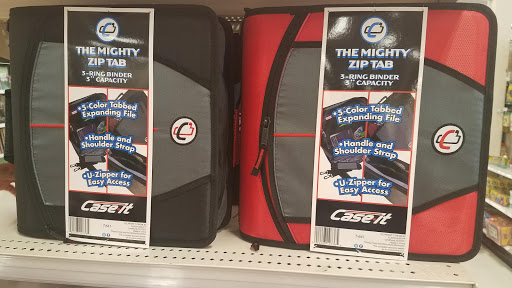 THE MIGHTY
ZIP TAB
3-RING BINDER
3" CAPACITY
•5-Color Tabbed
Expanding File
•Handle and
Shoulder Strap
•U-Zipper for
Easy Access
Case it
THE MIGHTY
ZIP TAB
3-RING BINDER
3" CAPACITY
•5-Color Tabbed
Expanding File
•Handle and
Shoulder Strap
•U-Zipper for
Easy Access
Case it